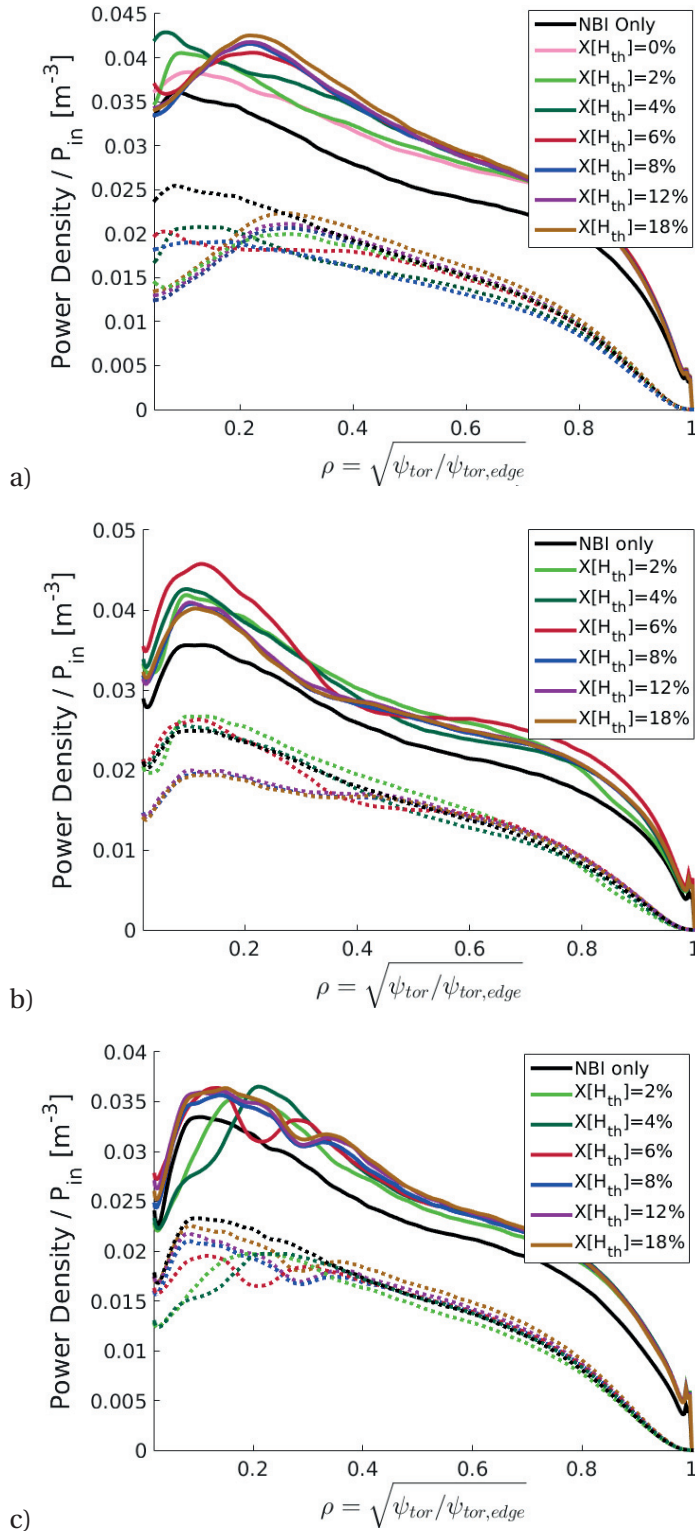 0.045
0.04
0.035
0.03
0.025
0.02
0.015
0.01
0.005
0
Power Density / P_in [m^-3]
NBI Only
X[H_th]=0%
X[H_th]=2%
X[H_th]=4%
X[H_th]=6%
X[H_th]=8%
X[H_th]=12%
X[H_th]=18%
0.2 0.4 0.6 0.8 1
a) ρ = √ψ_tor/ψ_tor,edge
0.05
0.04
0.03
0.02
0.01
0
Power Density / P_in [m^-3]
NBI only
X[H_th]=2%
X[H_th]=4%
X[H_th]=6%
X[H_th]=8%
X[H_th]=12%
X[H_th]=18%
0.2 0.4 0.6 0.8 1
b) ρ = √ψ_tor/ψ_tor,edge
0.04
0.035
0.03
0.025
0.02
0.015
0.01
0.005
0
Power Density / P_in [m^-3]
NBI only
X[H_th]=2%
X[H_th]=4%
X[H_th]=6%
X[H_th]=8%
X[H_th]=12%
X[H_th]=18%
0.2 0.4 0.6 0.8 1
c) ρ = √ψ_tor/ψ_tor,edge